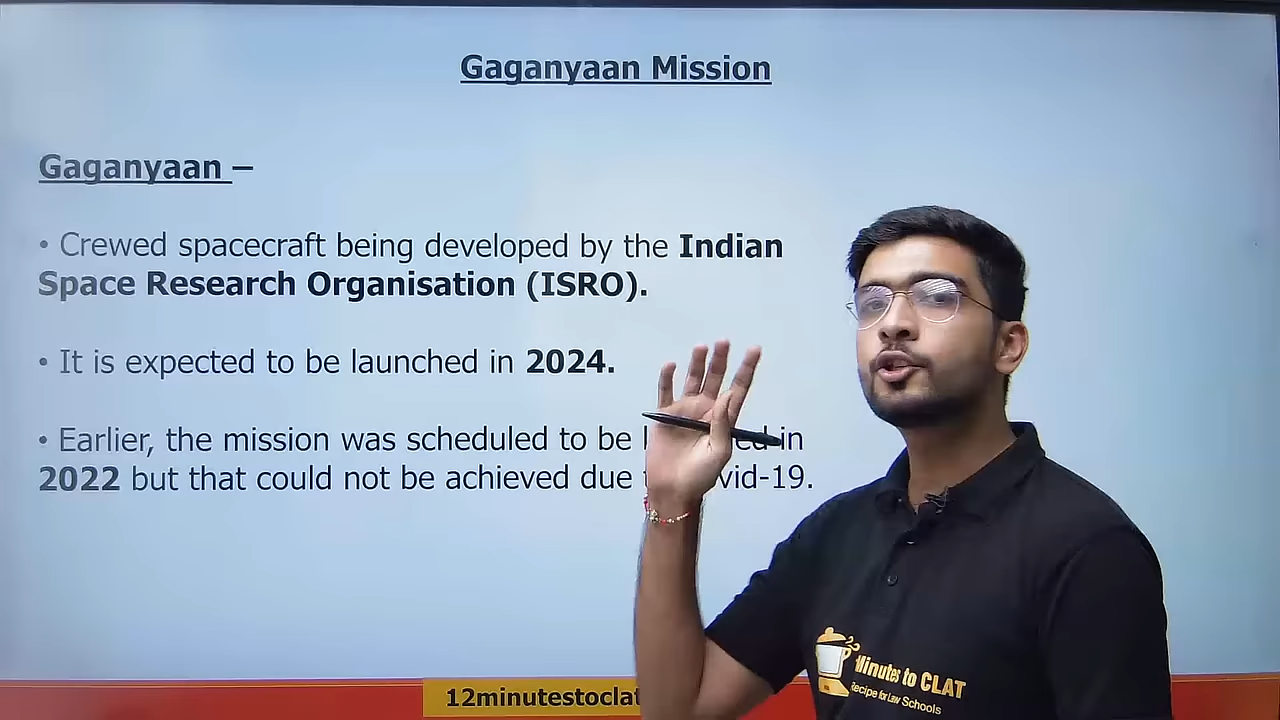 Gaganyaan Mission
Gaganyaan –
• Crewed spacecraft being developed by the Indian
Space Research Organisation (ISRO).
• It is expected to be launched in 2024.
• Earlier, the mission was scheduled to be in
2022 but that could not be achieved due vid-19.
12minutestoclat
Minutes to CLAT
Recipe for Law Schools